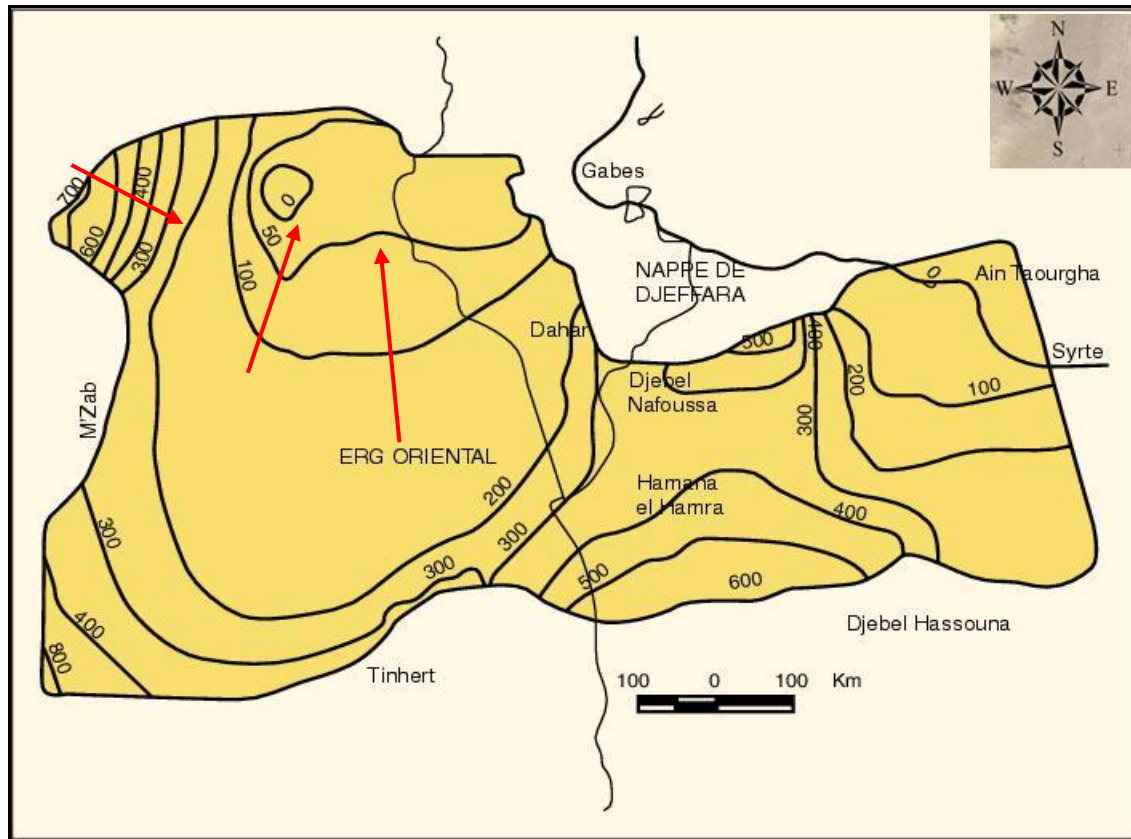 N
W E
S
Gabes
700
400
600
300
0
50
100
NAPPE DE
DJEFFARA
0
Ain Taourgha
Dahar
500
400
Djebel
Nafoussa
Syrte
200
100
300
M'Zab
ERG ORIENTAL
200
Hamana
el Hamra
400
300
300
300
500
600
400
800
Djebel Hassouna
Tinhert
100 0 100 Km